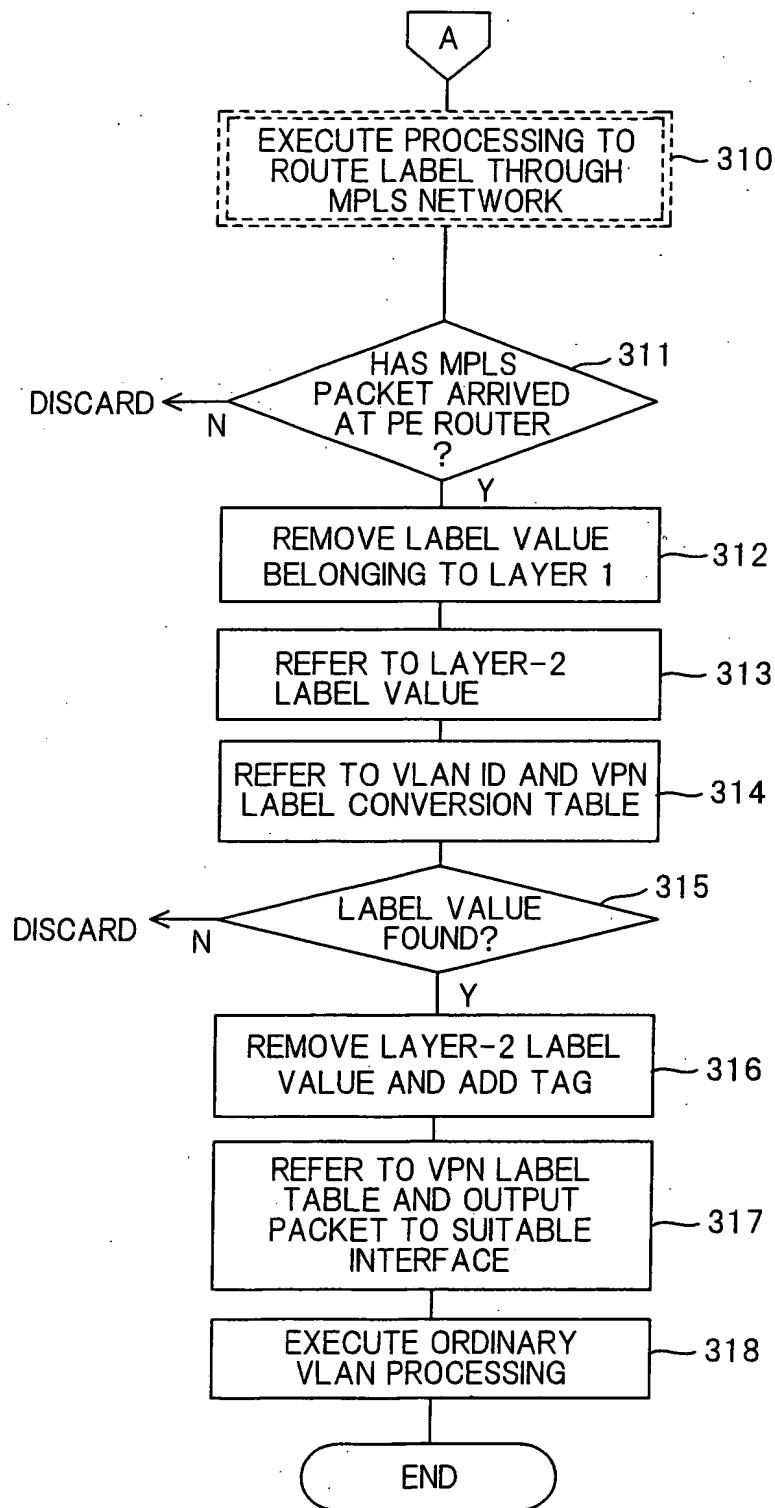 A
EXECUTE PROCESSING TO
ROUTE LABEL THROUGH
MPLS NETWORK
310
HAS MPLS
PACKET ARRIVED
AT PE ROUTER
?
311
DISCARD
N
Y
REMOVE LABEL VALUE
BELONGING TO LAYER 1
312
REFER TO LAYER-2
LABEL VALUE
313
REFER TO VLAN ID AND VPN
LABEL CONVERSION TABLE
314
LABEL VALUE
FOUND?
315
DISCARD
N
Y
REMOVE LAYER-2 LABEL
VALUE AND ADD TAG
316
REFER TO VPN LABEL
TABLE AND OUTPUT
PACKET TO SUITABLE
INTERFACE
317
EXECUTE ORDINARY
VLAN PROCESSING
318
END